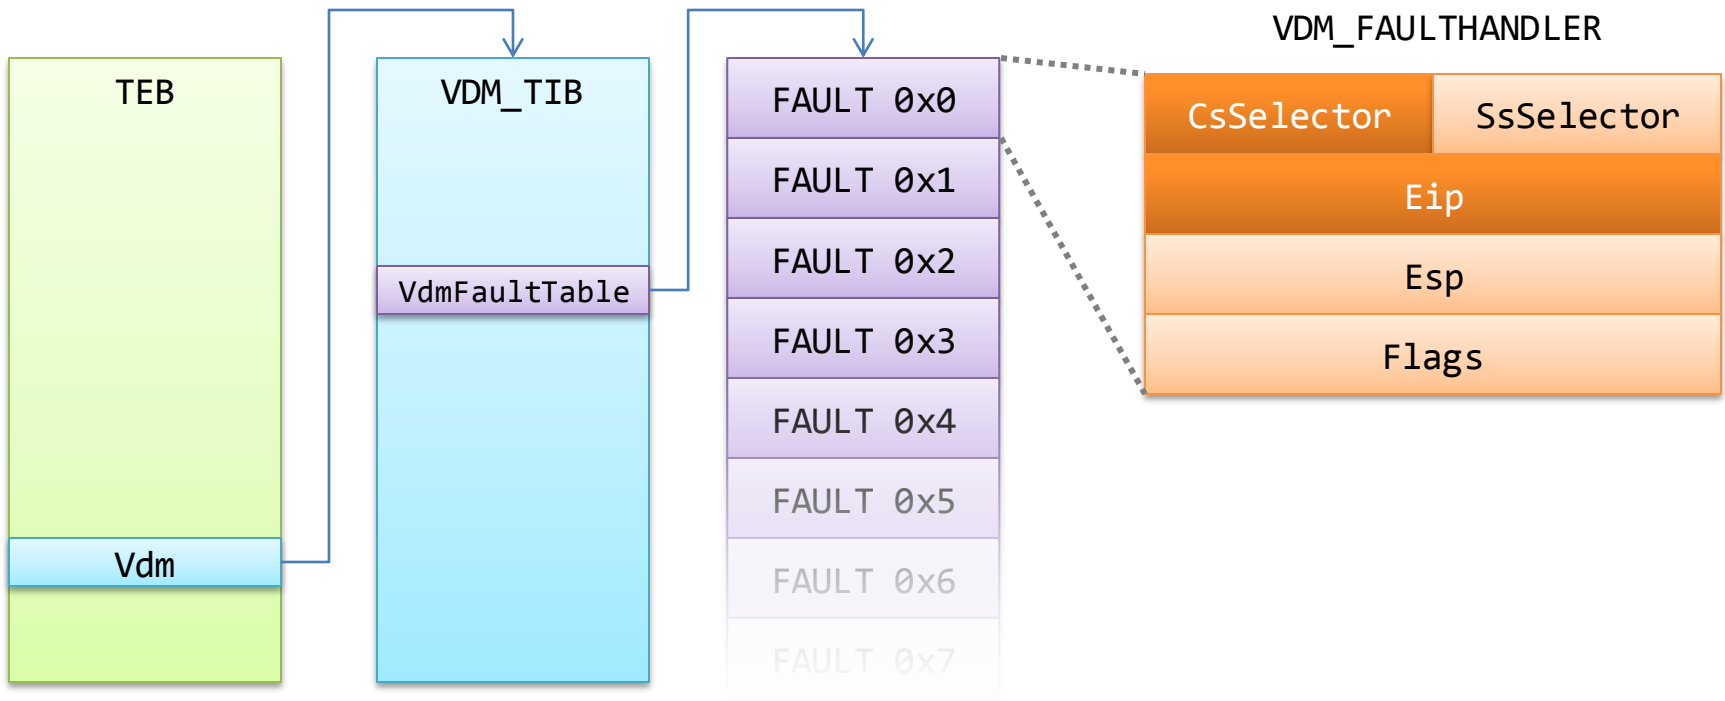 VDM_FAULTHANDLER
TEB
Vdm
VDM_TIB
VdmFaultTable
FAULT 0x0
FAULT 0x1
FAULT 0x2
FAULT 0x3
FAULT 0x4
FAULT 0x5
FAULT 0x6
FAULT 0x7
CsSelector
SsSelector
Eip
Esp
Flags